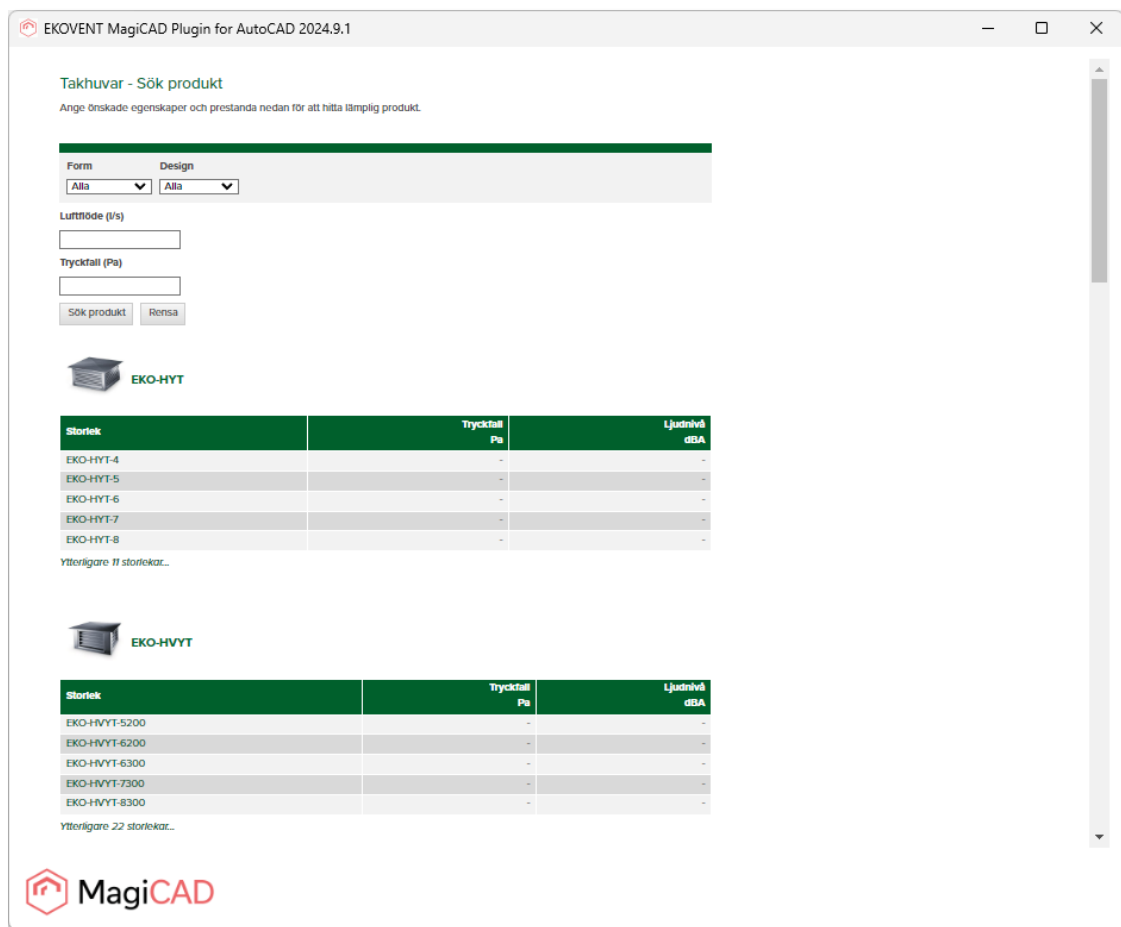 EKOVENT MagiCAD Plugin for AutoCAD 2024.9.1
Takhuvar - Sök produkt
Ange önskade egenskaper och prestanda nedan för att hitta lämplig produkt.
Form Design
Alla Alla
Luftflöde (l/s)
Tryckfall (Pa)
Sök produkt Rensa
EKO-HYT
Storlek Tryckfall Pa Ljudnivå dBA
EKO-HYT-4 - -
EKO-HYT-5 - -
EKO-HYT-6 - -
EKO-HYT-7 - -
EKO-HYT-8 - -
Ytterligare 11 storlekar...
EKO-HVYT
Storlek Tryckfall Pa Ljudnivå dBA
EKO-HVYT-5200 - -
EKO-HVYT-6200 - -
EKO-HVYT-6300 - -
EKO-HVYT-7300 - -
EKO-HVYT-8300 - -
Ytterligare 22 storlekar...
MagiCAD